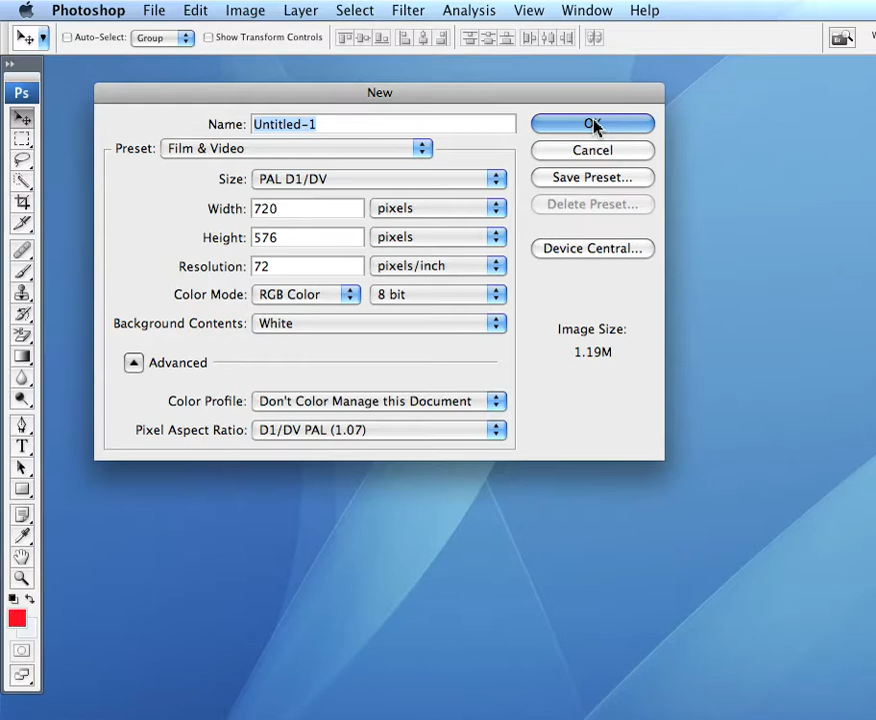 Photoshop File Edit Image Layer Select Filter Analysis View Window Help
Auto-Select: Group Show Transform Controls
Ps
New
Name: Untitled-1
Preset: Film & Video
Size: PAL D1/DV
Width: 720 pixels
Height: 576 pixels
Resolution: 72 pixels/inch
Color Mode: RGB Color 8 bit
Background Contents: White
Advanced
Color Profile: Don't Color Manage this Document
Pixel Aspect Ratio: D1/DV PAL (1.07)
OK
Cancel
Save Preset...
Delete Preset...
Device Central...
Image Size:
1.19M
T